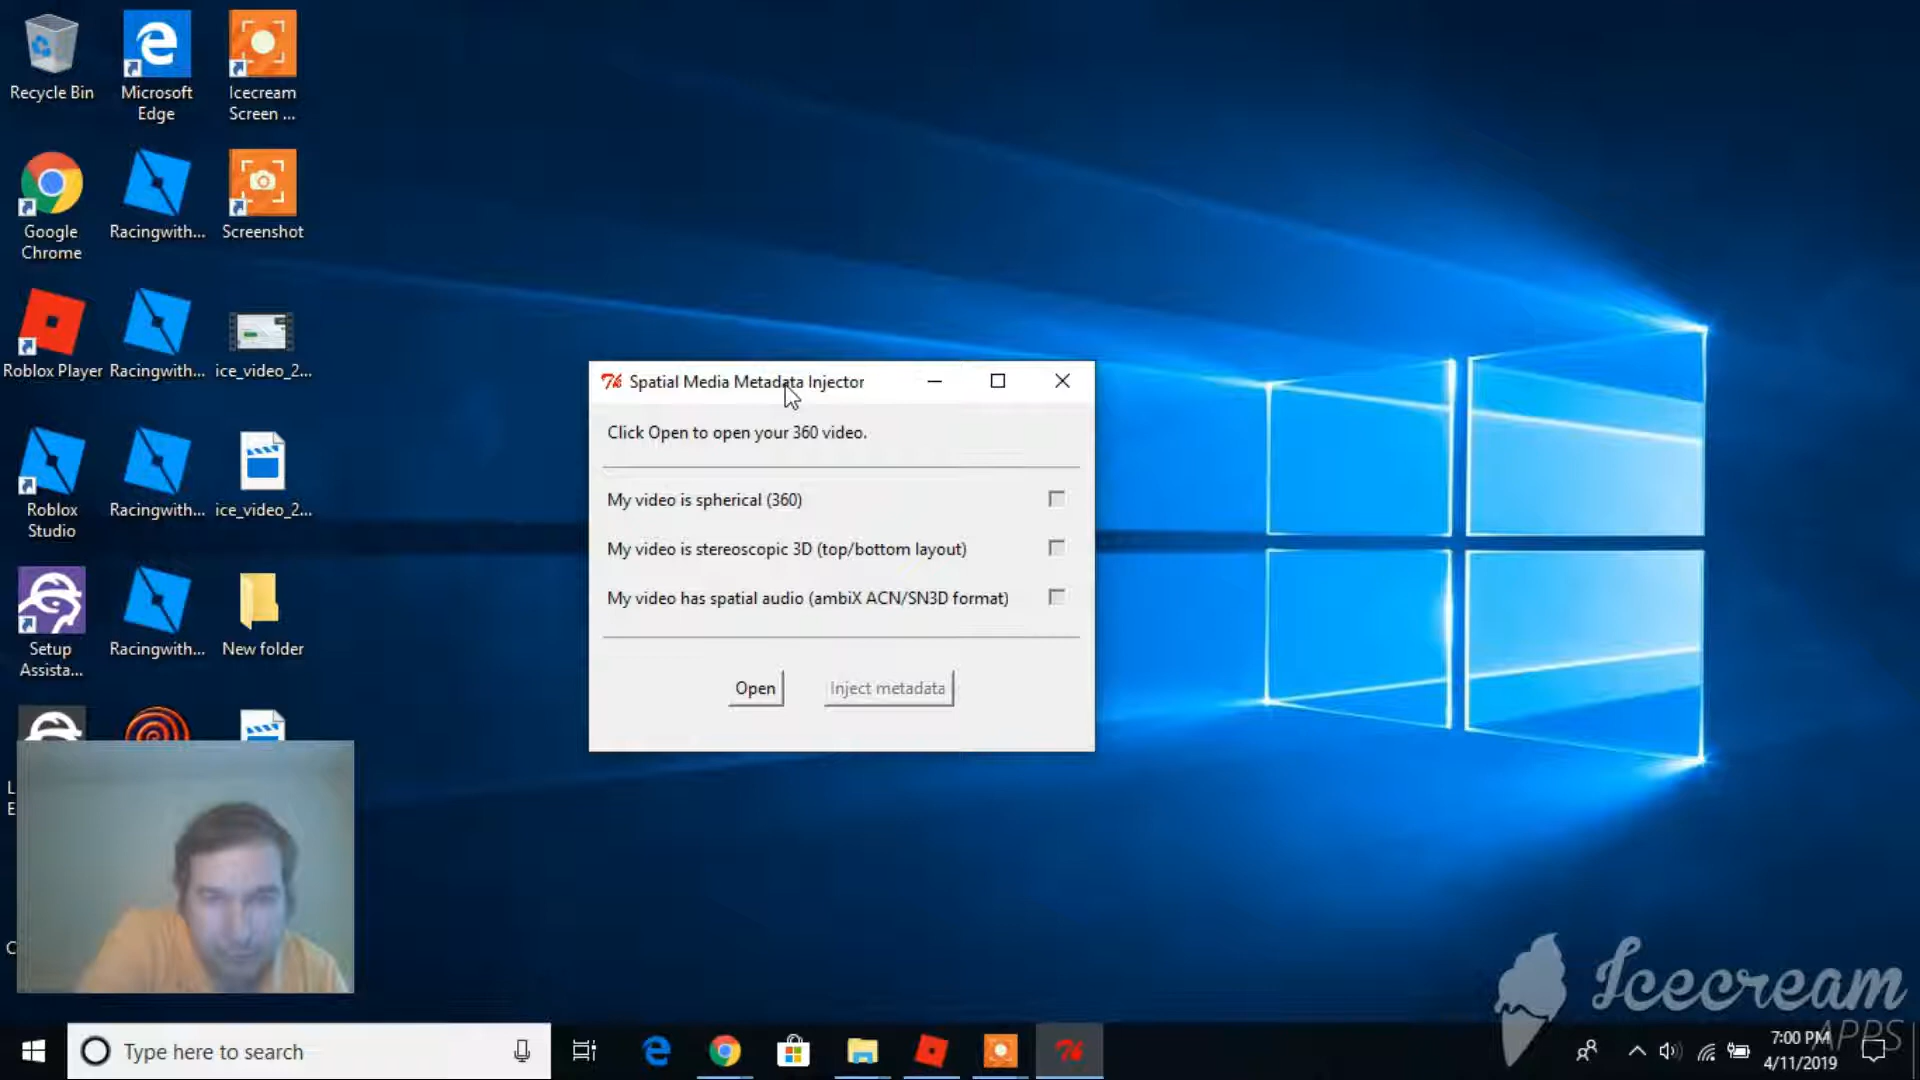 Recycle Bin
Microsoft
Edge
Icecream
Screen ...
Google
Chrome
Racingwith...
Screenshot
Roblox Player
Racingwith...
ice_video_2...
Roblox
Studio
Racingwith...
ice_video_2...
Setup
Assista...
Racingwith...
New folder
L
E
C
Spatial Media Metadata Injector
Click Open to open your 360 video.
My video is spherical (360)
My video is stereoscopic 3D (top/bottom layout)
My video has spatial audio (ambiX ACN/SN3D format)
Open
Inject metadata
Icecream
APPS
Type here to search
7:00 PM
4/11/2019